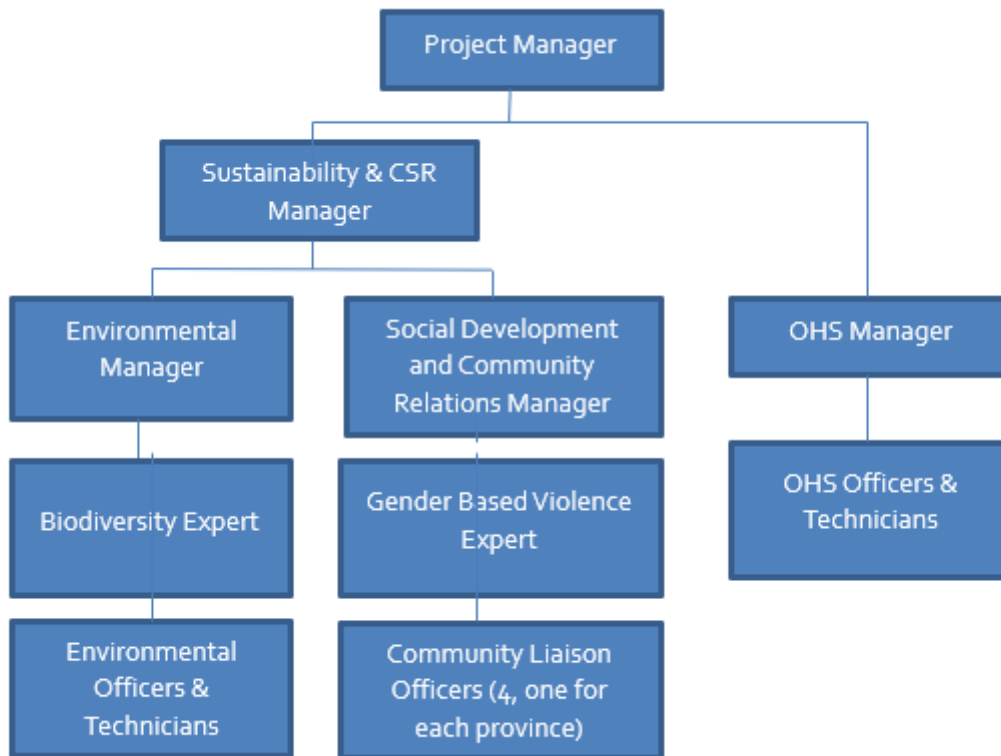 Project Manager
Sustainability & CSR
Manager
Environmental
Manager
Social Development
and Community
Relations Manager
OHS Manager
Biodiversity Expert
Gender Based Violence
Expert
OHS Officers &
Technicians
Environmental
Officers &
Technicians
Community Liaison
Officers (4, one for
each province)